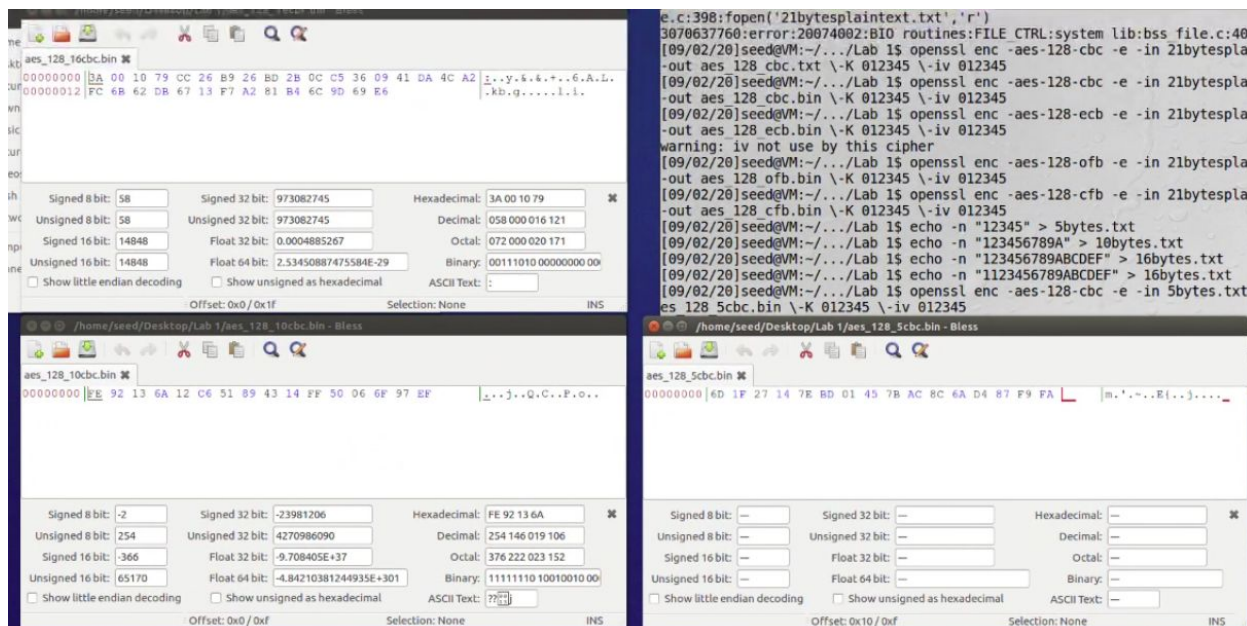 aes_128_16cbc.bin ✖
00000000 3A 00 10 79 CC 26 B9 26 BD 2B 0C C5 36 09 41 DA 4C A2 :..y.&.&.+..6.A.L.
00000012 FC 6B 62 DB 67 13 F7 A2 81 B4 6C 9D 69 E6 .kb.g.....l.i.
Signed 8 bit: 58 Signed 32 bit: 973082745 Hexadecimal: 3A 00 10 79
Unsigned 8 bit: 58 Unsigned 32 bit: 973082745 Decimal: 058 000 016 121
Signed 16 bit: 14848 Float 32 bit: 0.0004885267 Octal: 072 000 020 171
Unsigned 16 bit: 14848 Float 64 bit: 2.53450887475584E-29 Binary: 00111010 00000000 00
Show little endian decoding Show unsigned as hexadecimal ASCII Text: :
Offset: 0x0 / 0x1f Selection: None INS
e.c:398:fopen('21bytesplaintext.txt','r')
3070637760:error:20074002:BIO routines:FILE_CTRL:system lib:bss_file.c:40
[09/02/20]seed@VM:~/.../Lab 1$ openssl enc -aes-128-cbc -e -in 21bytespla
-out aes_128_cbc.txt \-K 012345 \-iv 012345
[09/02/20]seed@VM:~/.../Lab 1$ openssl enc -aes-128-cbc -e -in 21bytespla
-out aes_128_cbc.bin \-K 012345 \-iv 012345
[09/02/20]seed@VM:~/.../Lab 1$ openssl enc -aes-128-ecb -e -in 21bytespla
-out aes_128_ecb.bin \-K 012345 \-iv 012345
warning: iv not use by this cipher
[09/02/20]seed@VM:~/.../Lab 1$ openssl enc -aes-128-ofb -e -in 21bytespla
-out aes_128_ofb.bin \-K 012345 \-iv 012345
[09/02/20]seed@VM:~/.../Lab 1$ openssl enc -aes-128-cfb -e -in 21bytespla
-out aes_128_cfb.bin \-K 012345 \-iv 012345
[09/02/20]seed@VM:~/.../Lab 1$ echo -n "12345" > 5bytes.txt
[09/02/20]seed@VM:~/.../Lab 1$ echo -n "123456789A" > 10bytes.txt
[09/02/20]seed@VM:~/.../Lab 1$ echo -n "123456789ABCDEF" > 16bytes.txt
[09/02/20]seed@VM:~/.../Lab 1$ echo -n "1123456789ABCDEF" > 16bytes.txt
[09/02/20]seed@VM:~/.../Lab 1$ openssl enc -aes-128-cbc -e -in 5bytes.txt
es_128_5cbc.bin \-K 012345 \-iv 012345
/home/seed/Desktop/Lab 1/aes_128_10cbc.bin - Bless
aes_128_10cbc.bin ✖
00000000 FE 92 13 6A 12 C6 51 89 43 14 FF 50 06 6F 97 EF ...j..Q.C..P.o..
Signed 8 bit: -2 Signed 32 bit: -23981206 Hexadecimal: FE 92 13 6A
Unsigned 8 bit: 254 Unsigned 32 bit: 4270986090 Decimal: 254 146 019 106
Signed 16 bit: -366 Float 32 bit: -9.708405E+37 Octal: 376 222 023 152
Unsigned 16 bit: 65170 Float 64 bit: -4.84210381244935E+301 Binary: 11111110 10010010 00
Show little endian decoding Show unsigned as hexadecimal ASCII Text: ??j
Offset: 0x0 / 0xf Selection: None INS
/home/seed/Desktop/Lab 1/aes_128_5cbc.bin - Bless
aes_128_5cbc.bin ✖
00000000 6D 1F 27 14 7E BD 01 45 7B AC 8C 6A D4 87 F9 FA m.'.~..E{..j....
Signed 8 bit: — Signed 32 bit: — Hexadecimal: —
Unsigned 8 bit: — Unsigned 32 bit: — Decimal: —
Signed 16 bit: — Float 32 bit: — Octal: —
Unsigned 16 bit: — Float 64 bit: — Binary: —
Show little endian decoding Show unsigned as hexadecimal ASCII Text: —
Offset: 0x10 / 0xf Selection: None INS